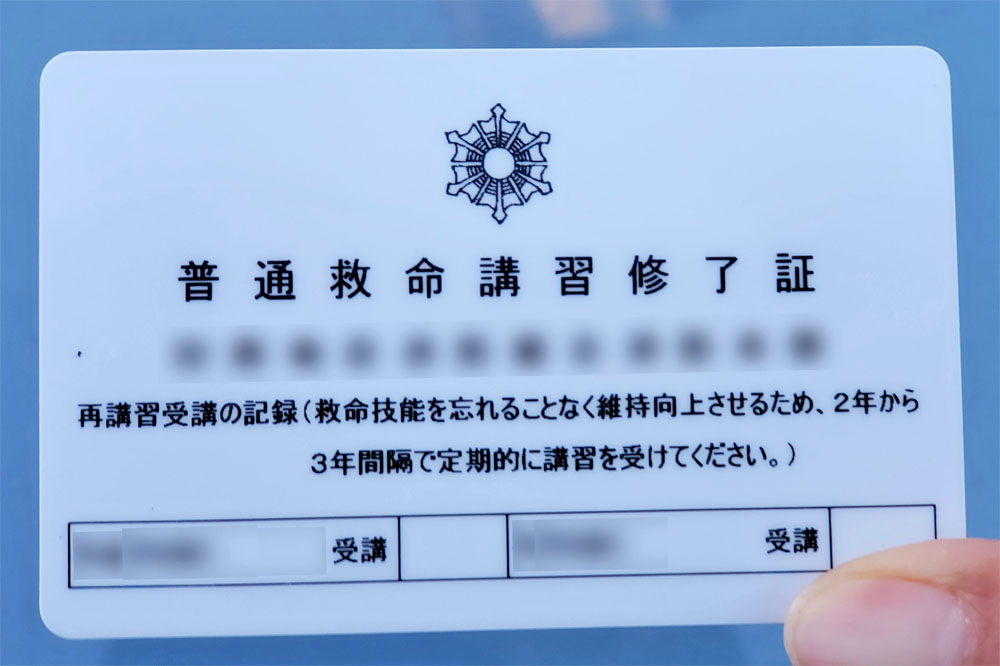 普通救命講習修了証
再講習受講の記録(救命技能を忘れることなく維持向上させるため、2年から
3年間隔で定期的に講習を受けてください。)
受講 受講